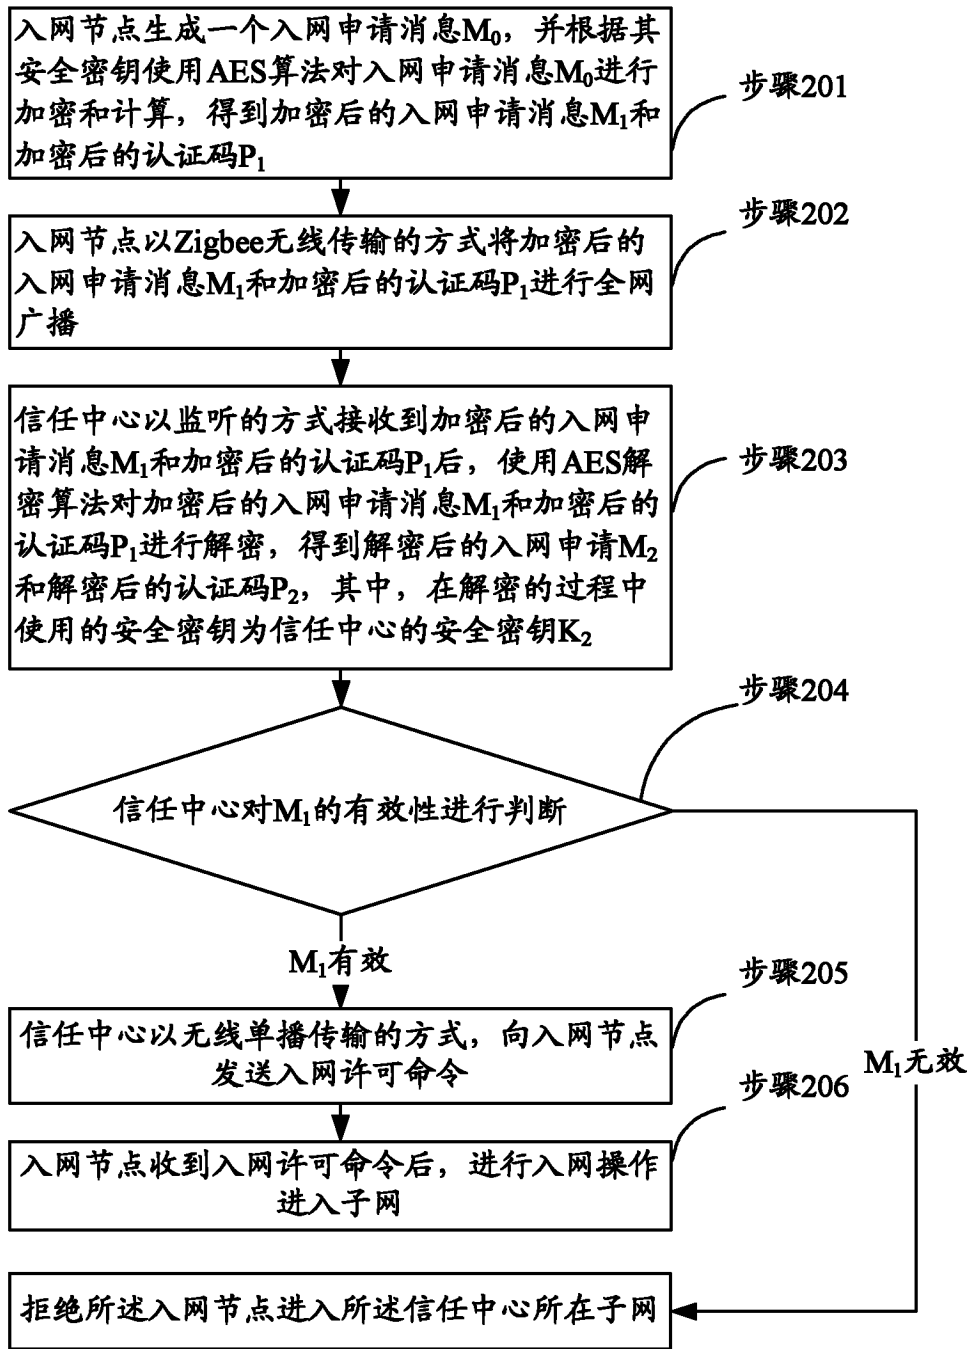 入网节点生成一个入网申请消息M₀，并根据其
安全密钥使用AES算法对入网申请消息M₀进行
加密和计算，得到加密后的入网申请消息M₁和
加密后的认证码P₁
步骤201
入网节点以Zigbee无线传输的方式将加密后的
入网申请消息M₁和加密后的认证码P₁进行全网
广播
步骤202
信任中心以监听的方式接收到加密后的入网申
请消息M₁和加密后的认证码P₁后，使用AES解
密算法对加密后的入网申请消息M₁和加密后的
认证码P₁进行解密，得到解密后的入网申请M₂
和解密后的认证码P₂，其中，在解密的过程中
使用的安全密钥为信任中心的安全密钥K₂
步骤203
步骤204
信任中心对M₁的有效性进行判断
M₁有效
步骤205
信任中心以无线单播传输的方式，向入网节点
发送入网许可命令
M₁无效
步骤206
入网节点收到入网许可命令后，进行入网操作
进入子网
拒绝所述入网节点进入所述信任中心所在子网